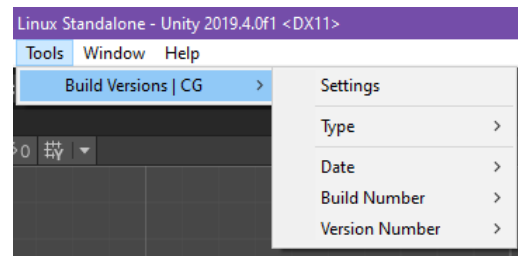 Linux Standalone - Unity 2019.4.0f1 <DX11>
Tools Window Help
Build Versions | CG
Settings
Type
Date
Build Number
Version Number
0